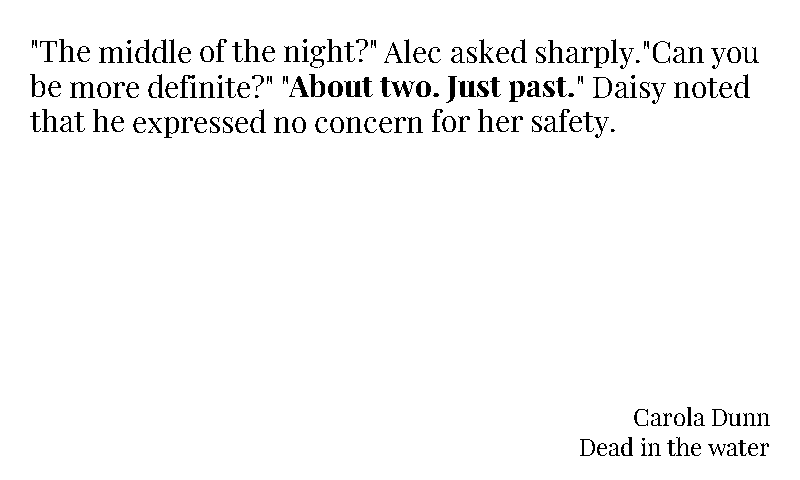 "The middle of the night?" Alec asked sharply."Can you
be more definite?" "About two. Just past." Daisy noted
that he expressed no concern for her safety.
Carola Dunn
Dead in the water